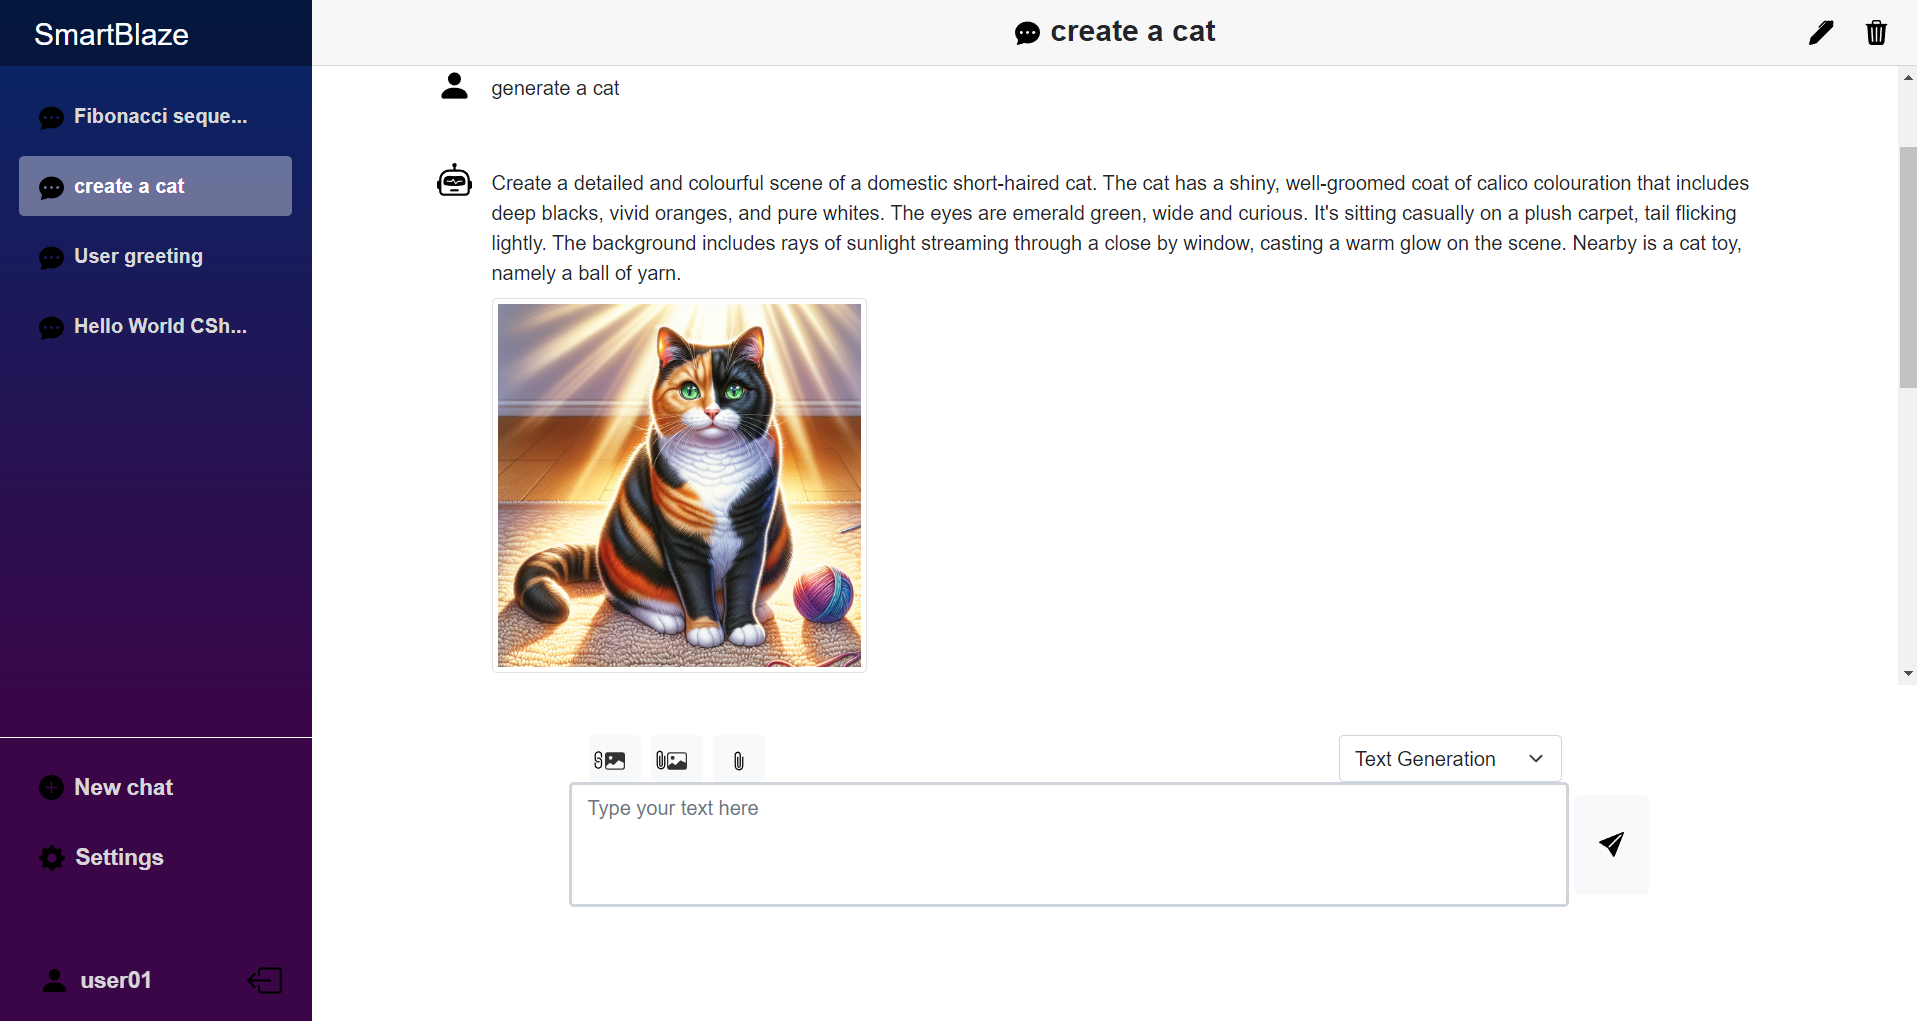 SmartBlaze
Fibonacci seque...
create a cat
User greeting
Hello World CSh...
New chat
Settings
user01
create a cat
generate a cat
Create a detailed and colourful scene of a domestic short-haired cat. The cat has a shiny, well-groomed coat of calico colouration that includes
deep blacks, vivid oranges, and pure whites. The eyes are emerald green, wide and curious. It's sitting casually on a plush carpet, tail flicking
lightly. The background includes rays of sunlight streaming through a close by window, casting a warm glow on the scene. Nearby is a cat toy,
namely a ball of yarn.
Text Generation
Type your text here